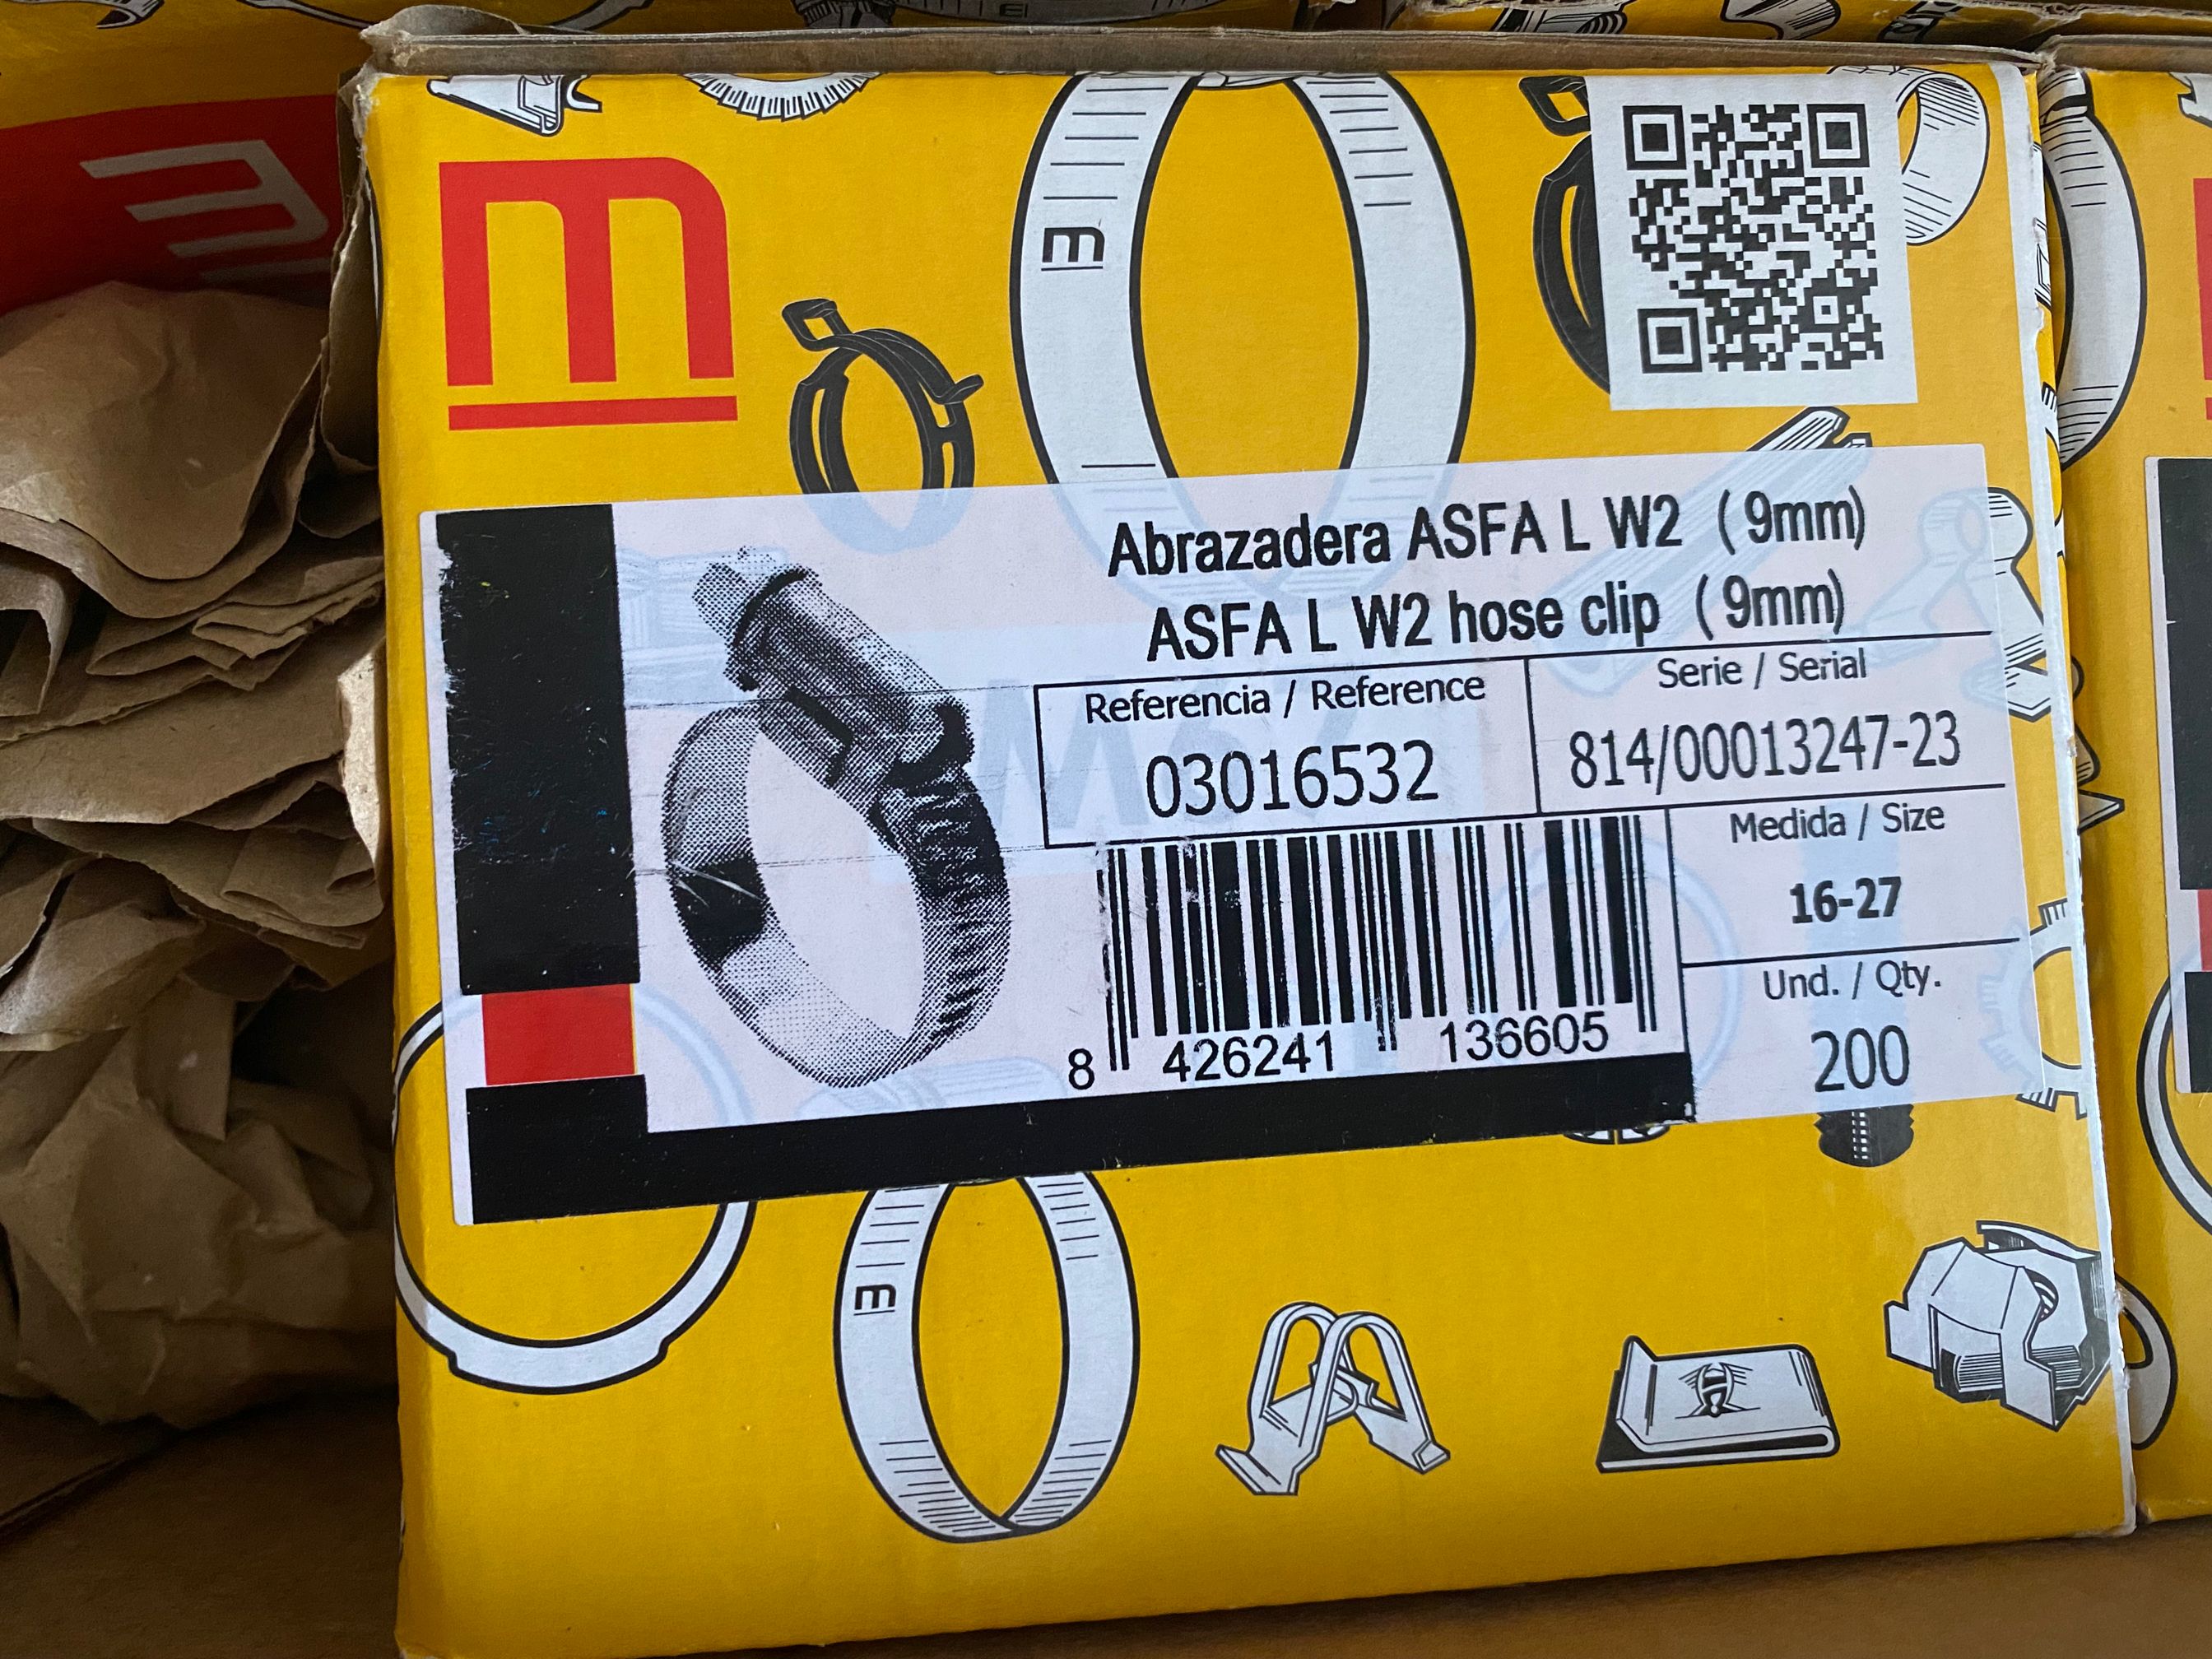 m
m
Abrazadera ASFA L W2 (9mm)
ASFA L W2 hose clip (9mm)
Referencia / Reference
03016532
Serie / Serial
814/00013247-23
Medida / Size
16-27
Und. / Qty.
200
8 426241 136605
m